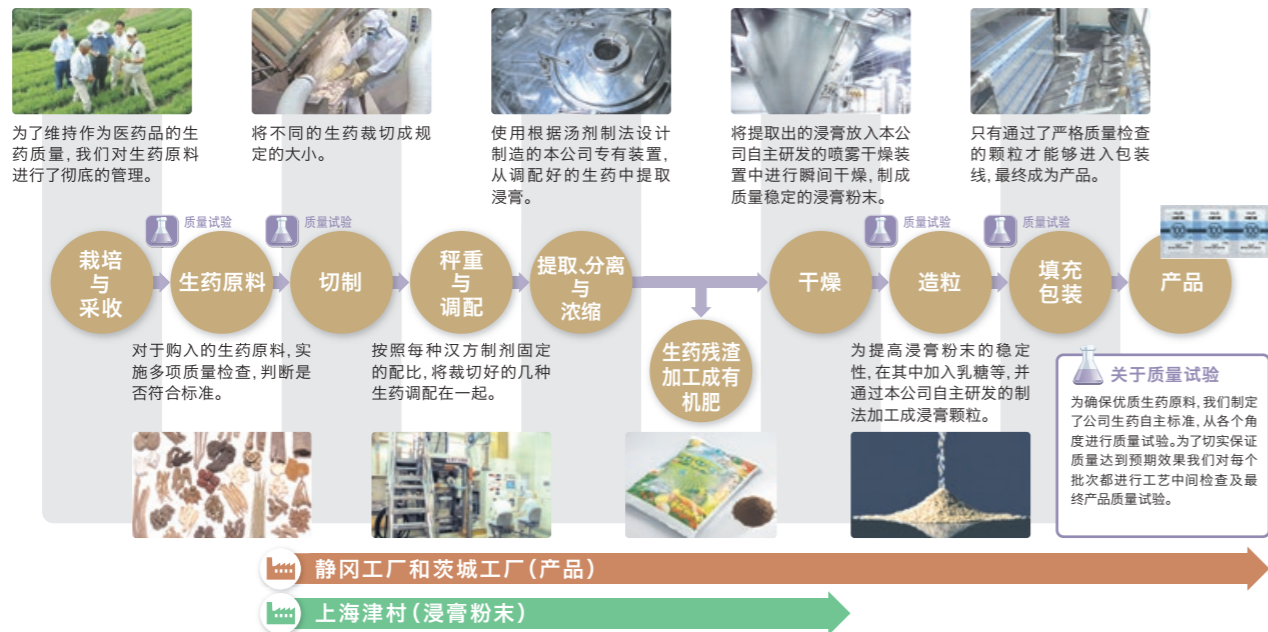 为了维持作为医药品的生
药质量,我们对生药原料
进行了彻底的管理。
将不同的生药裁切成规
定的大小。
使用根据汤剂制法设计
制造的本公司专有装置,
从调配好的生药中提取
浸膏。
将提取出的浸膏放入本公
司自主研发的喷雾干燥装
置中进行瞬间干燥,制成
质量稳定的浸膏粉末。
只有通过了严格质量检查
的颗粒才能够进入包装
线,最终成为产品。
质量试验
质量试验
质量试验
质量试验
栽培
与
采收
生药原料
切制
秤重
与
调配
提取、分离
与
浓缩
干燥
造粒
填充
包装
产品
100
100
100
生药残渣
加工成有
机肥
对于购入的生药原料,实
施多项质量检查,判断是
否符合标准。
按照每种汉方制剂固定
的配比,将裁切好的几种
生药调配在一起。
为提高浸膏粉末的稳定
性,在其中加入乳糖等,并
通过本公司自主研发的制
法加工成浸膏颗粒。
关于质量试验
为确保优质生药原料,我们制定
了公司生药自主标准,从各个角
度进行质量试验。为了切实保证
质量达到预期效果我们对每个
批次都进行工艺中间检查及最
终产品质量试验。
静冈工厂和茨城工厂(产品)
上海津村(浸膏粉末)